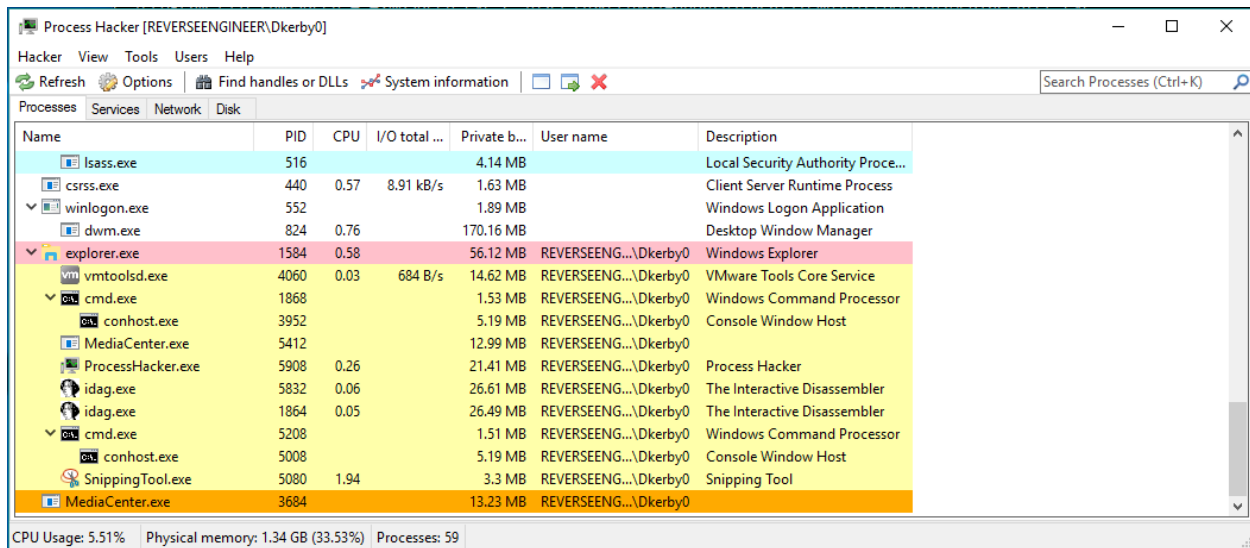 Process Hacker [REVERSEENGINEER\Dkerby0]
Hacker View Tools Users Help
Refresh Options Find handles or DLLs System information Search Processes (Ctrl+K)
Processes Services Network Disk
Name PID CPU I/O total ... Private b... User name Description
lsass.exe 516 4.14 MB Local Security Authority Proce...
csrss.exe 440 0.57 8.91 kB/s 1.63 MB Client Server Runtime Process
winlogon.exe 552 1.89 MB Windows Logon Application
dwm.exe 824 0.76 170.16 MB Desktop Window Manager
explorer.exe 1584 0.58 56.12 MB REVERSEENG...\Dkerby0 Windows Explorer
vm vmtoolsd.exe 4060 0.03 684 B/s 14.62 MB REVERSEENG...\Dkerby0 VMware Tools Core Service
cmd.exe 1868 1.53 MB REVERSEENG...\Dkerby0 Windows Command Processor
conhost.exe 3952 5.19 MB REVERSEENG...\Dkerby0 Console Window Host
MediaCenter.exe 5412 12.99 MB REVERSEENG...\Dkerby0
ProcessHacker.exe 5908 0.26 21.41 MB REVERSEENG...\Dkerby0 Process Hacker
idag.exe 5832 0.06 26.61 MB REVERSEENG...\Dkerby0 The Interactive Disassembler
idag.exe 1864 0.05 26.49 MB REVERSEENG...\Dkerby0 The Interactive Disassembler
cmd.exe 5208 1.51 MB REVERSEENG...\Dkerby0 Windows Command Processor
conhost.exe 5008 5.19 MB REVERSEENG...\Dkerby0 Console Window Host
SnippingTool.exe 5080 1.94 3.3 MB REVERSEENG...\Dkerby0 Snipping Tool
MediaCenter.exe 3684 13.23 MB REVERSEENG...\Dkerby0
CPU Usage: 5.51% Physical memory: 1.34 GB (33.53%) Processes: 59